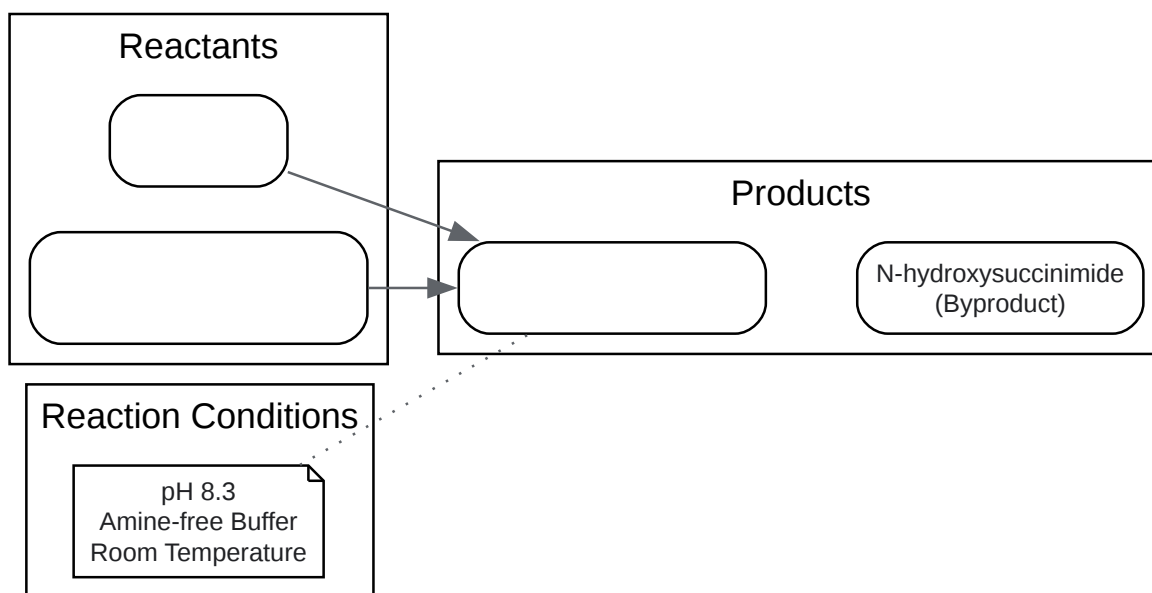 Reactants
Products
N-hydroxysuccinimide
(Byproduct)
Reaction Conditions
pH 8.3
Amine-free Buffer
Room Temperature